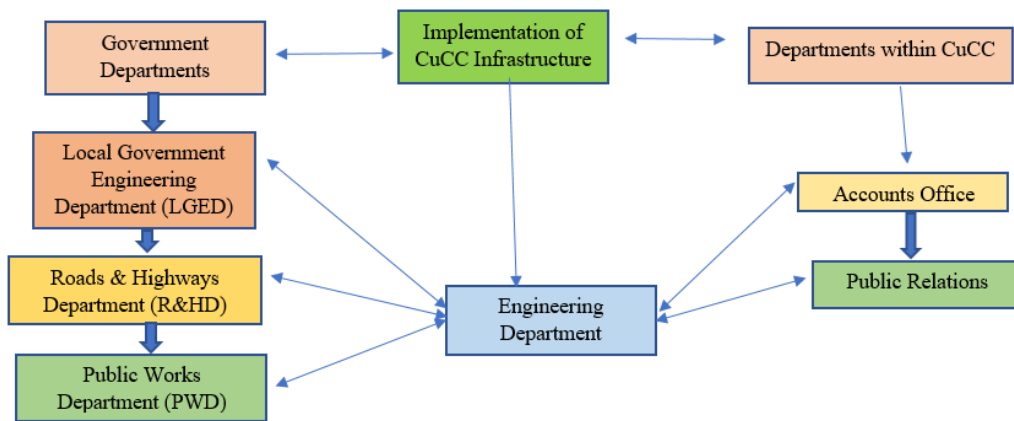 Government
Departments
Implementation of
CuCC Infrastructure
Departments within CuCC
Local Government
Engineering
Department (LGED)
Accounts Office
Roads & Highways
Department (R&HD)
Engineering
Department
Public Relations
Public Works
Department (PWD)